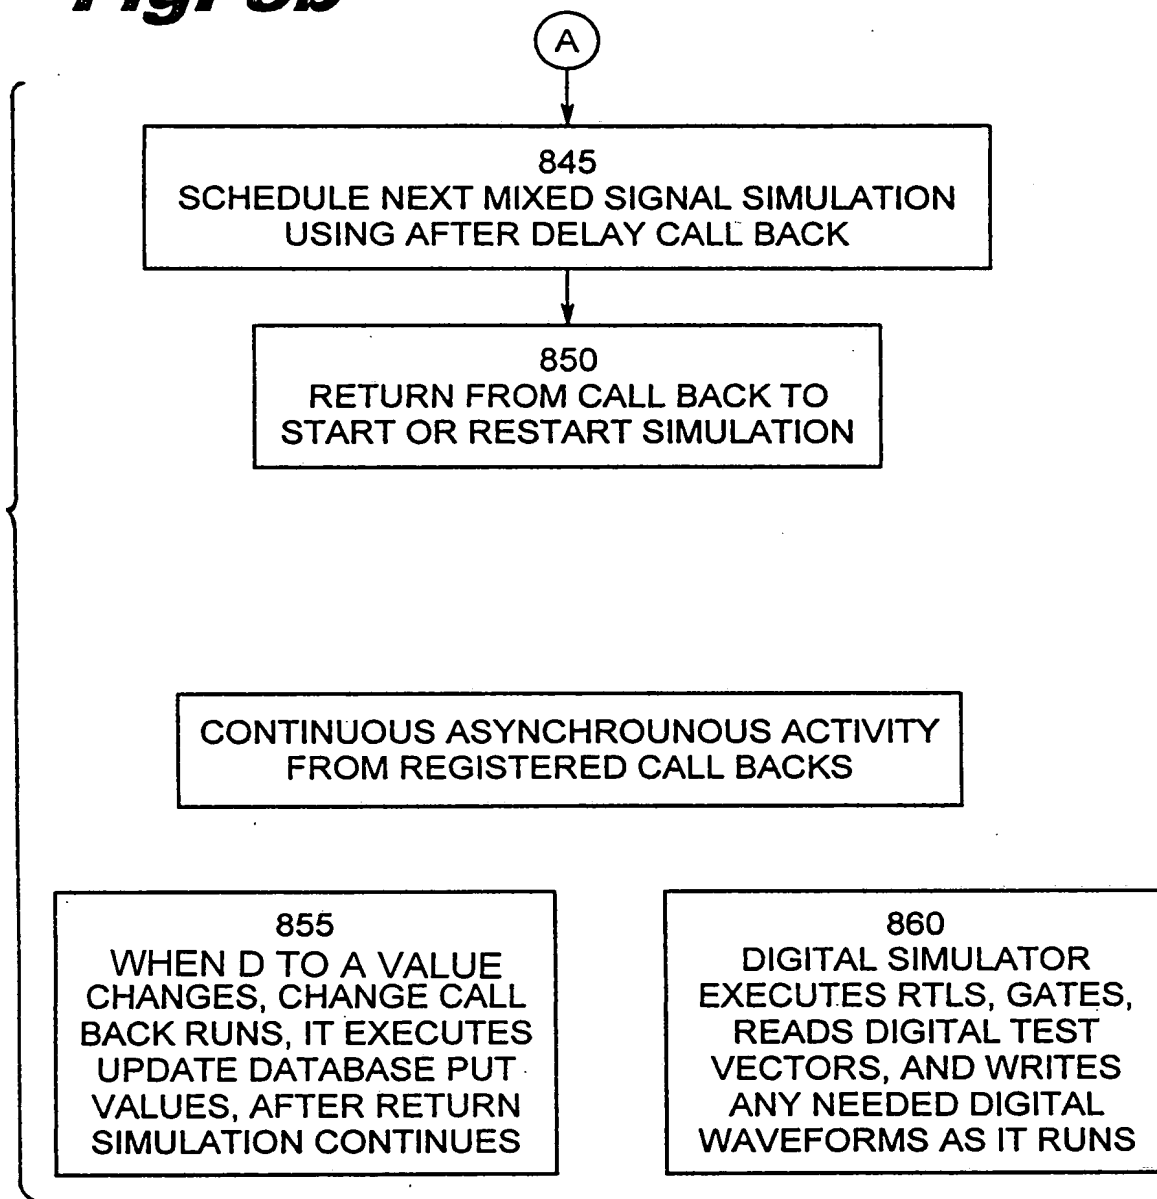 A
845
SCHEDULE NEXT MIXED SIGNAL SIMULATION
USING AFTER DELAY CALL BACK
850
RETURN FROM CALL BACK TO
START OR RESTART SIMULATION
CONTINUOUS ASYNCHROUNOUS ACTIVITY
FROM REGISTERED CALL BACKS
855
WHEN D TO A VALUE
CHANGES, CHANGE CALL
BACK RUNS, IT EXECUTES
UPDATE DATABASE PUT
VALUES, AFTER RETURN
SIMULATION CONTINUES
860
DIGITAL SIMULATOR
EXECUTES RTLS, GATES,
READS DIGITAL TEST
VECTORS, AND WRITES
ANY NEEDED DIGITAL
WAVEFORMS AS IT RUNS